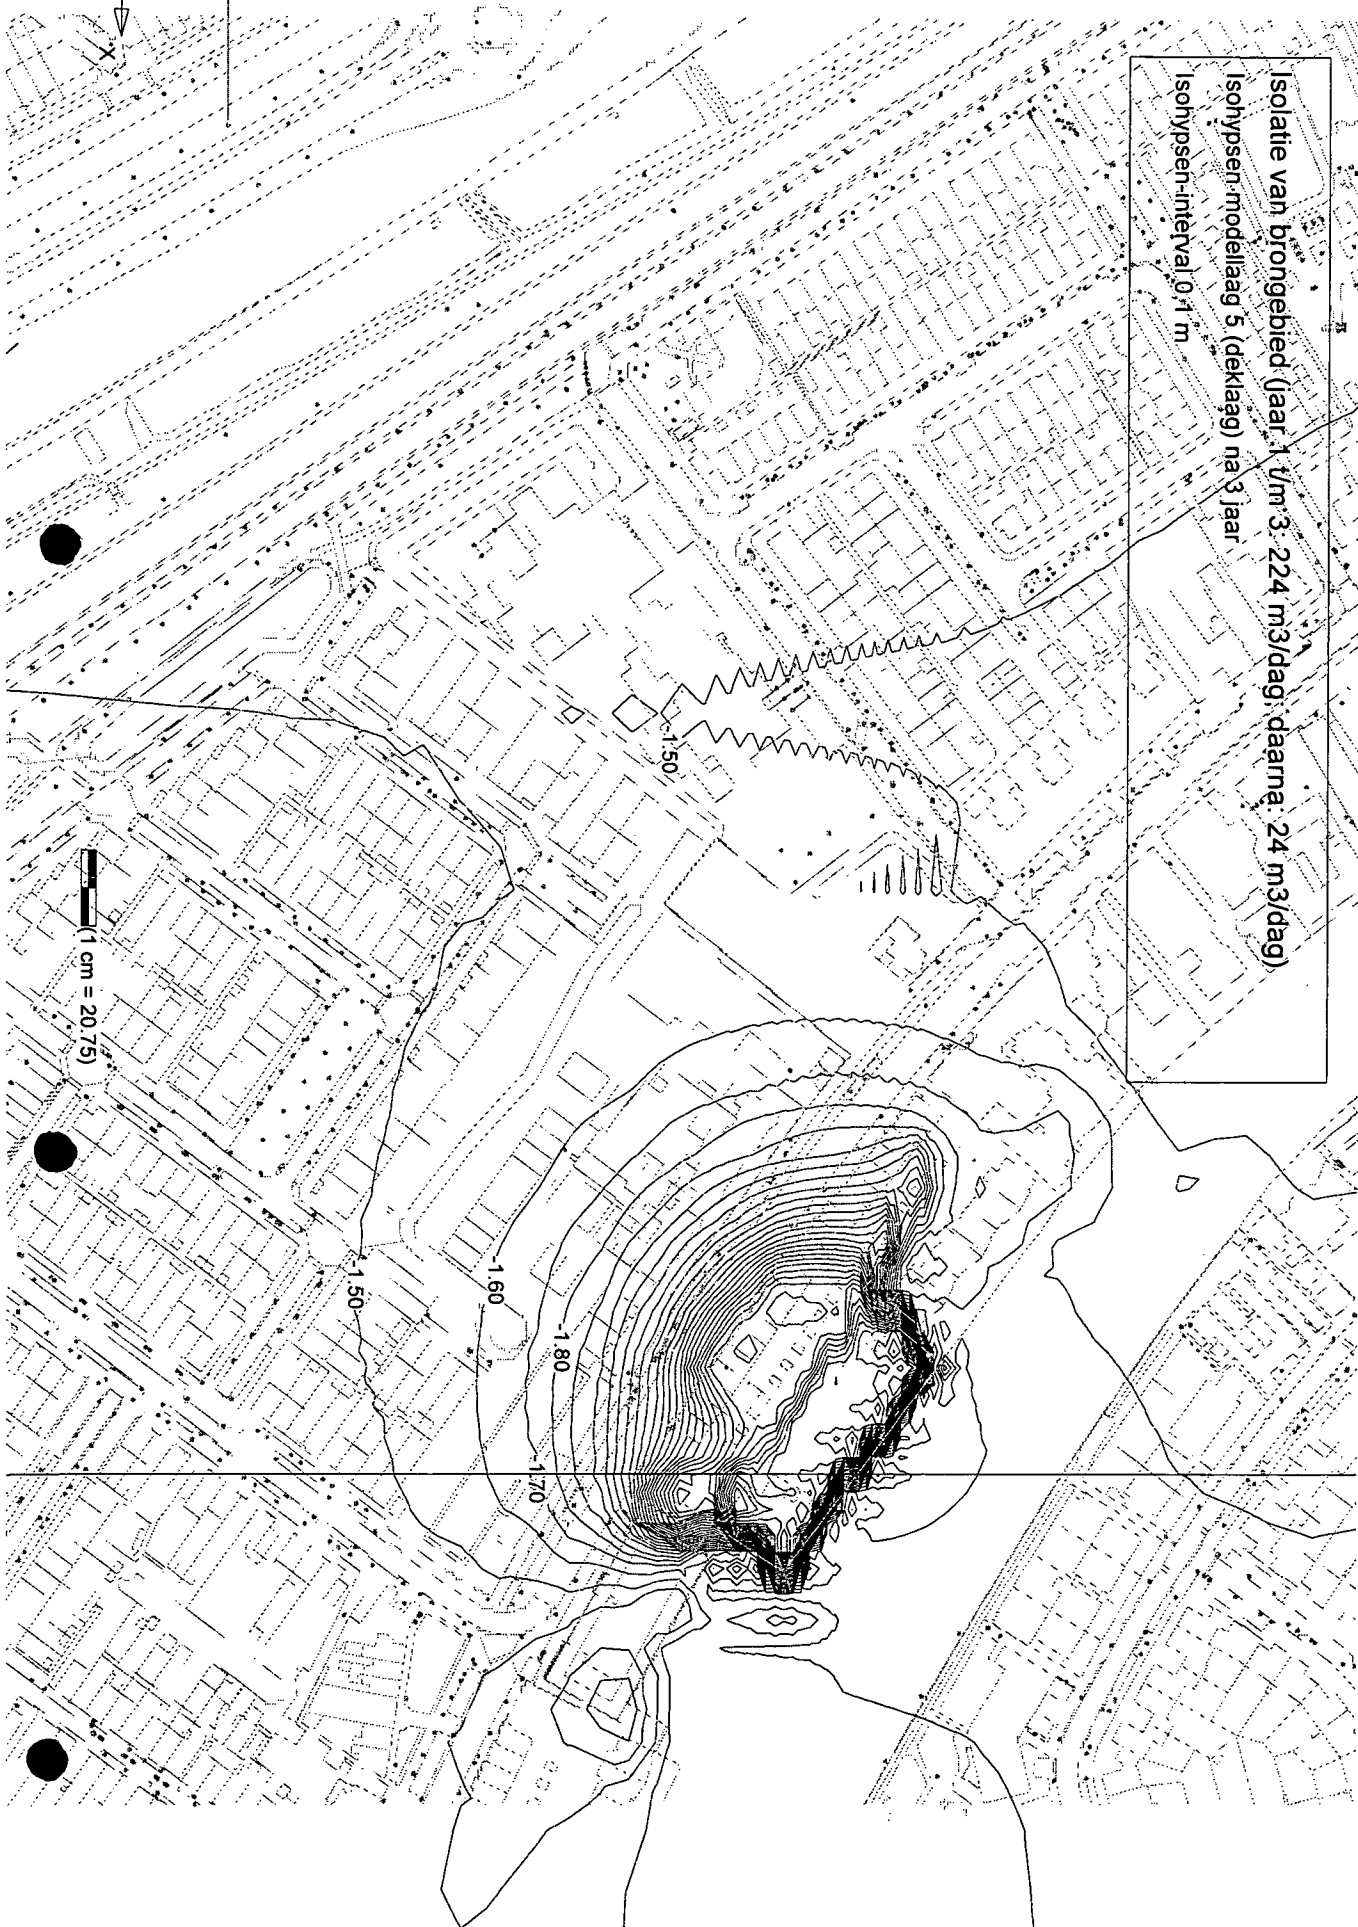 Isolatie van brongebied (jaar 1 t/m 3: 224 m3/dag; daarna: 24 m3/dag)
Isohypsen modellaag 5 (deklaag) na 3 jaar
Isohypsen-interval 0,1 m
X
-1.50
-1.50
-1.60
-1.80
-1.70
(1 cm = 20.75)